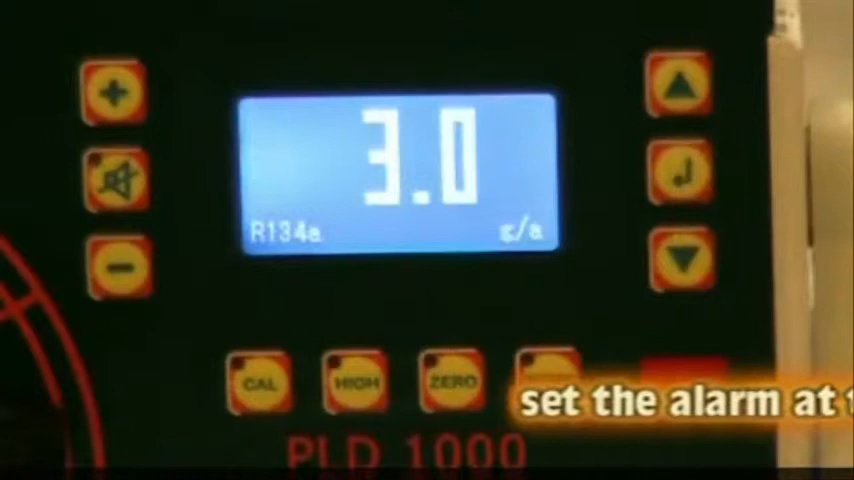 3.0
R134a g/a
CAL HIGH ZERO
set the alarm at
PLD 1000